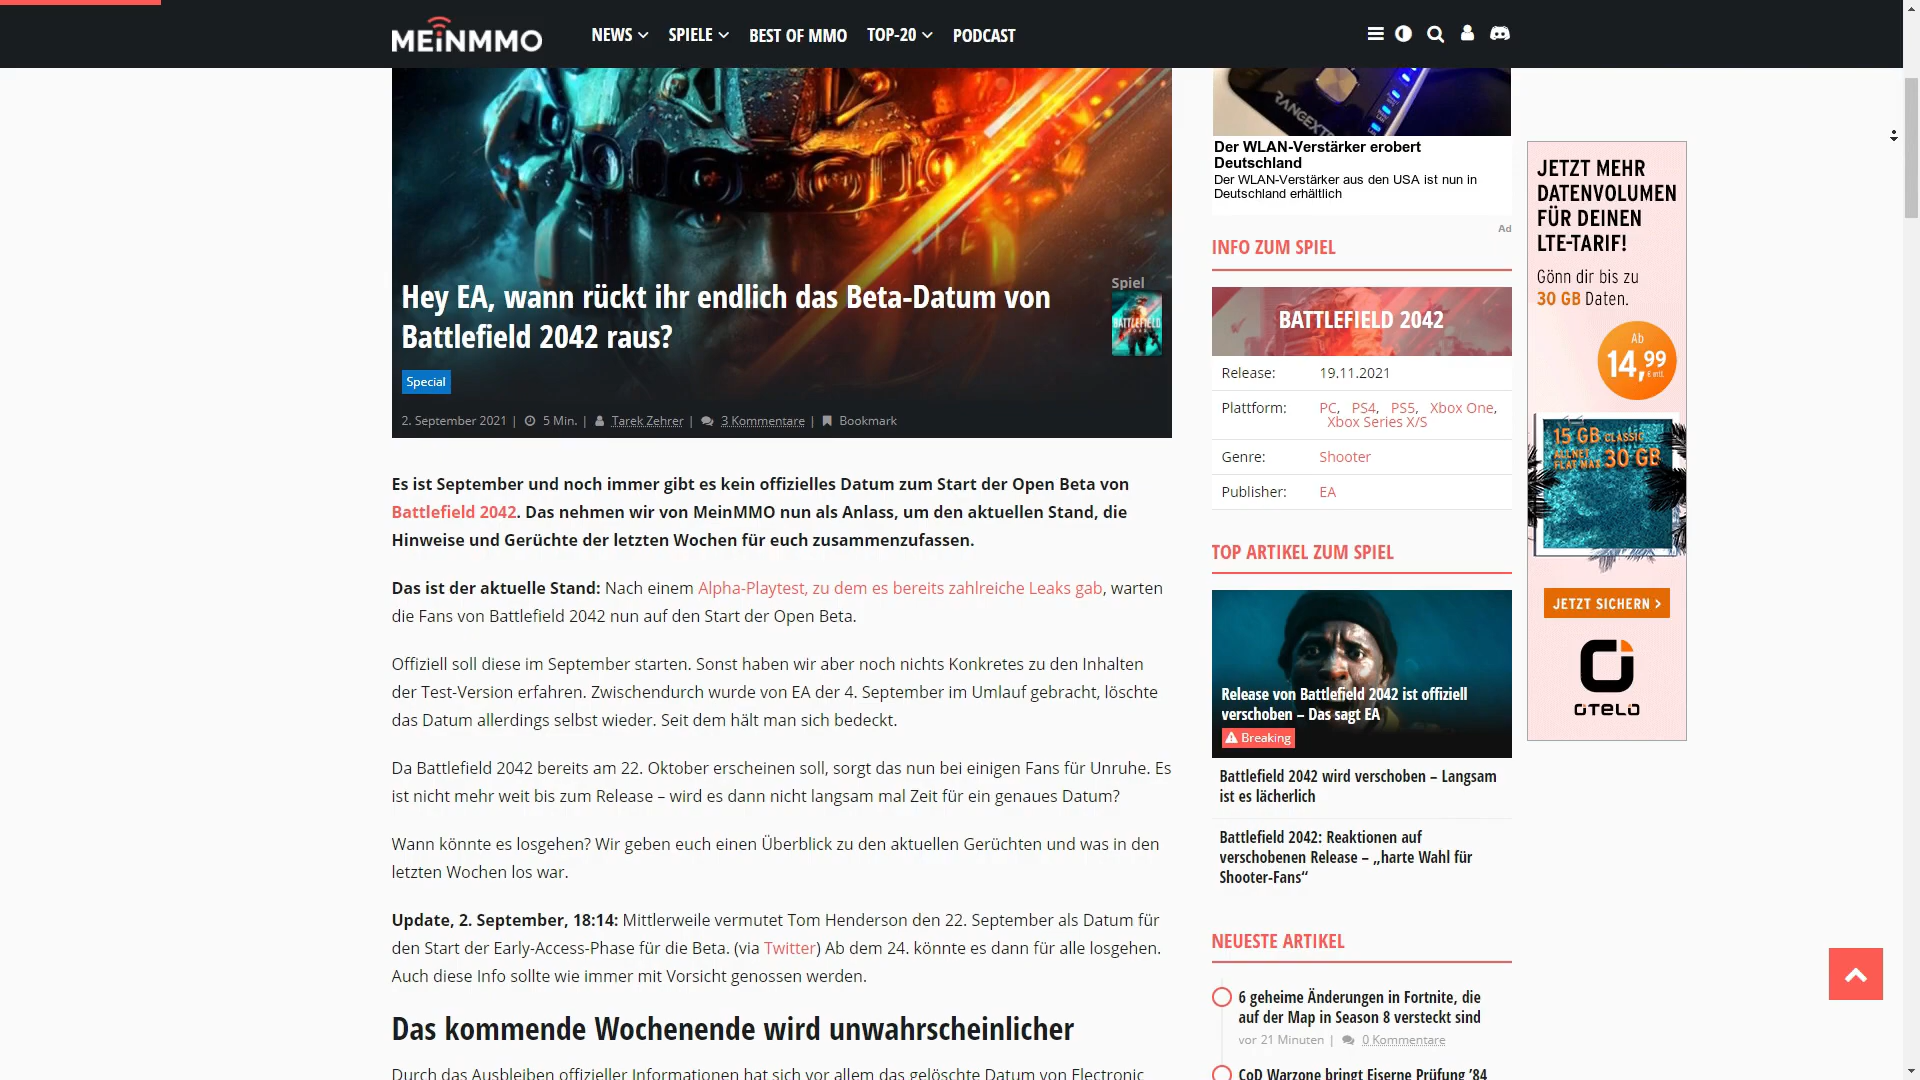 MEiNMMO
NEWS
SPIELE
BEST OF MMO
TOP-20
PODCAST
RANGEXT
Der WLAN-Verstärker erobert
Deutschland
Der WLAN-Verstärker aus den USA ist nun in
Deutschland erhältlich
Ad
Hey EA, wann rückt ihr endlich das Beta-Datum von
Battlefield 2042 raus?
Spiel
BATTLEFIELD
Special
2. September 2021 | 5 Min. | Tarek Zehrer | 3 Kommentare | Bookmark
Es ist September und noch immer gibt es kein offizielles Datum zum Start der Open Beta von
Battlefield 2042. Das nehmen wir von MeinMMO nun als Anlass, um den aktuellen Stand, die
Hinweise und Gerüchte der letzten Wochen für euch zusammenzufassen.
Das ist der aktuelle Stand: Nach einem Alpha-Playtest, zu dem es bereits zahlreiche Leaks gab, warten
die Fans von Battlefield 2042 nun auf den Start der Open Beta.
Offiziell soll diese im September starten. Sonst haben wir aber noch nichts Konkretes zu den Inhalten
der Test-Version erfahren. Zwischendurch wurde von EA der 4. September im Umlauf gebracht, löschte
das Datum allerdings selbst wieder. Seit dem hält man sich bedeckt.
Da Battlefield 2042 bereits am 22. Oktober erscheinen soll, sorgt das nun bei einigen Fans für Unruhe. Es
ist nicht mehr weit bis zum Release – wird es dann nicht langsam mal Zeit für ein genaues Datum?
Wann könnte es losgehen? Wir geben euch einen Überblick zu den aktuellen Gerüchten und was in den
letzten Wochen los war.
Update, 2. September, 18:14: Mittlerweile vermutet Tom Henderson den 22. September als Datum für
den Start der Early-Access-Phase für die Beta. (via Twitter) Ab dem 24. könnte es dann für alle losgehen.
Auch diese Info sollte wie immer mit Vorsicht genossen werden.
Das kommende Wochenende wird unwahrscheinlicher
Durch das Ausbleiben offizieller Informationen hat sich vor allem das gelöschte Datum von Electronic
INFO ZUM SPIEL
BATTLEFIELD 2042
Release: 19.11.2021
Plattform: PC, PS4, PS5, Xbox One,
Xbox Series X/S
Genre: Shooter
Publisher: EA
TOP ARTIKEL ZUM SPIEL
Release von Battlefield 2042 ist offiziell
verschoben – Das sagt EA
Breaking
Battlefield 2042 wird verschoben – Langsam
ist es lächerlich
Battlefield 2042: Reaktionen auf
verschobenen Release – „harte Wahl für
Shooter-Fans“
NEUESTE ARTIKEL
6 geheime Änderungen in Fortnite, die
auf der Map in Season 8 versteckt sind
vor 21 Minuten | 0 Kommentare
CoD Warzone bringt Eiserne Prüfung ’84
JETZT MEHR
DATENVOLUMEN
FÜR DEINEN
LTE-TARIF!
Gönn dir bis zu
30 GB Daten.
Ab
14,99
15 GB CLASSIC
ALLNET
FLAT MAX 30 GB
JETZT SICHERN >
OTELO